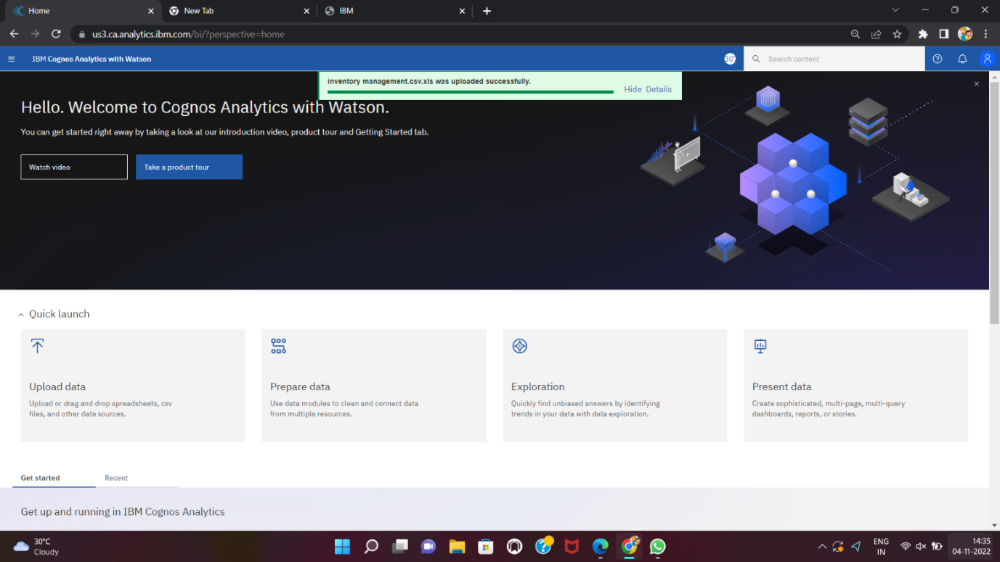 Home
New Tab
IBM
us3.ca.analytics.ibm.com/bi/?perspective=home
IBM Cognos Analytics with Watson
30
Search content
inventory management.csv.xls was uploaded successfully.
Hide Details
Hello. Welcome to Cognos Analytics with Watson.
You can get started right away by taking a look at our introduction video, product tour and Getting Started tab.
Watch video
Take a product tour
Quick launch
Upload data
Upload or drag and drop spreadsheets, csv
files, and other data sources.
Prepare data
Use data modules to clean and connect data
from multiple resources.
Exploration
Quickly find unbiased answers by identifying
trends in your data with data exploration.
Present data
Create sophisticated, multi-page, multi-query
dashboards, reports, or stories.
Get started
Recent
Get up and running in IBM Cognos Analytics
30°C
Cloudy
ENG
IN
14:35
04-11-2022